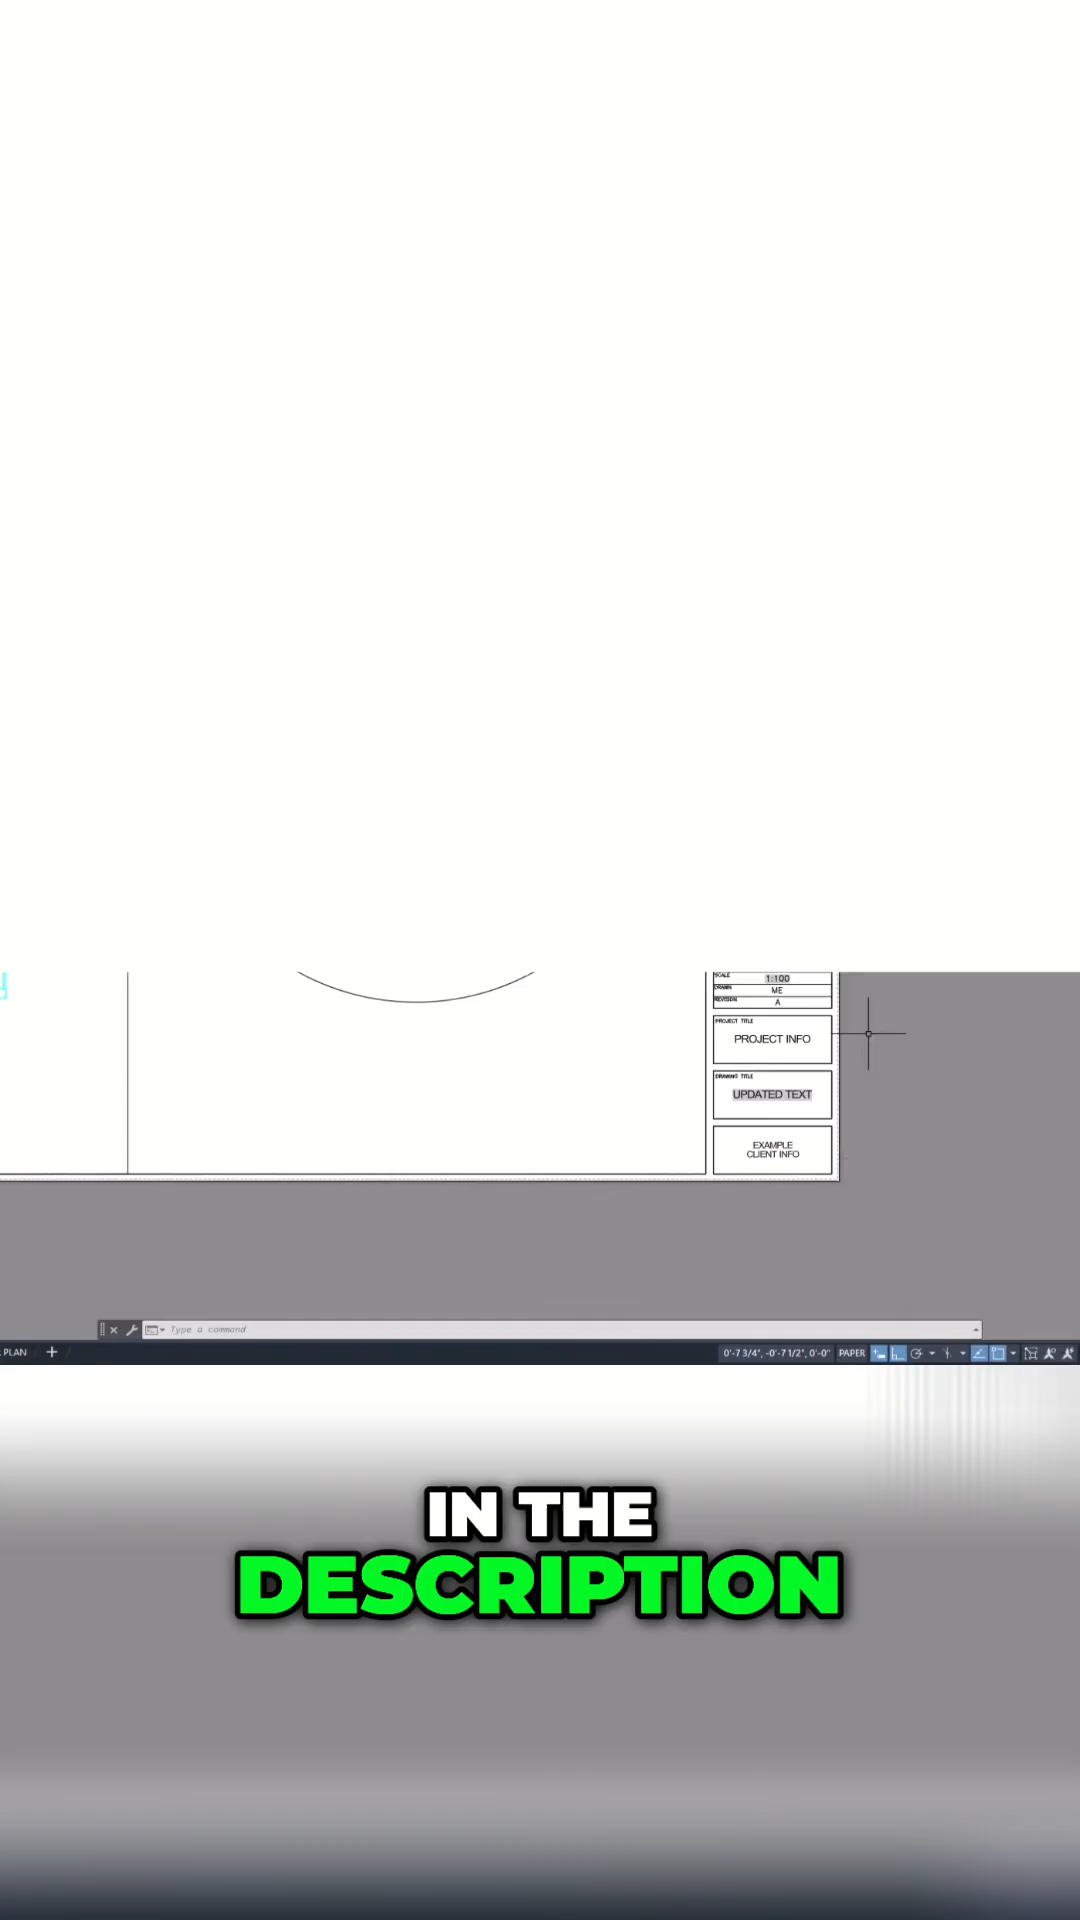 SCALE
1:100
DRAWN
ME
REVISION
A
PROJECT TITLE
PROJECT INFO
DRAWING TITLE
UPDATED TEXT
EXAMPLE
CLIENT INFO
Type a command
PLAN
0'-7 3/4", -0'-7 1/2", 0'-0"
PAPER
IN THE
DESCRIPTION